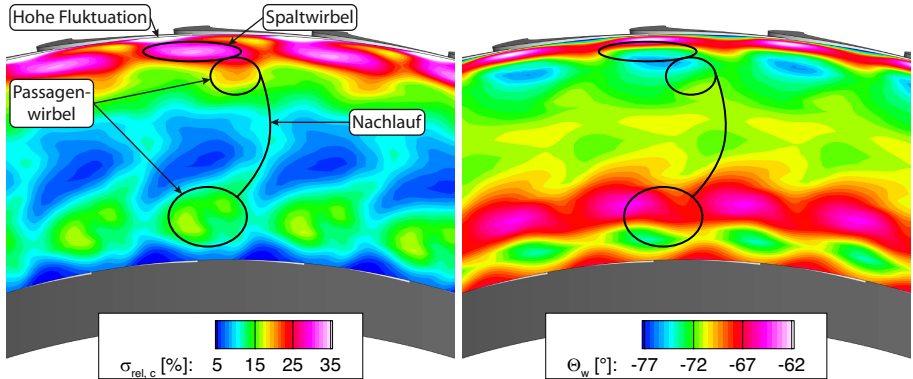 Hohe Fluktuation
Spaltwirbel
Passagen-
wirbel
Nachlauf
σrel, c [%]: 5 15 25 35
Θw [°]: -77 -72 -67 -62